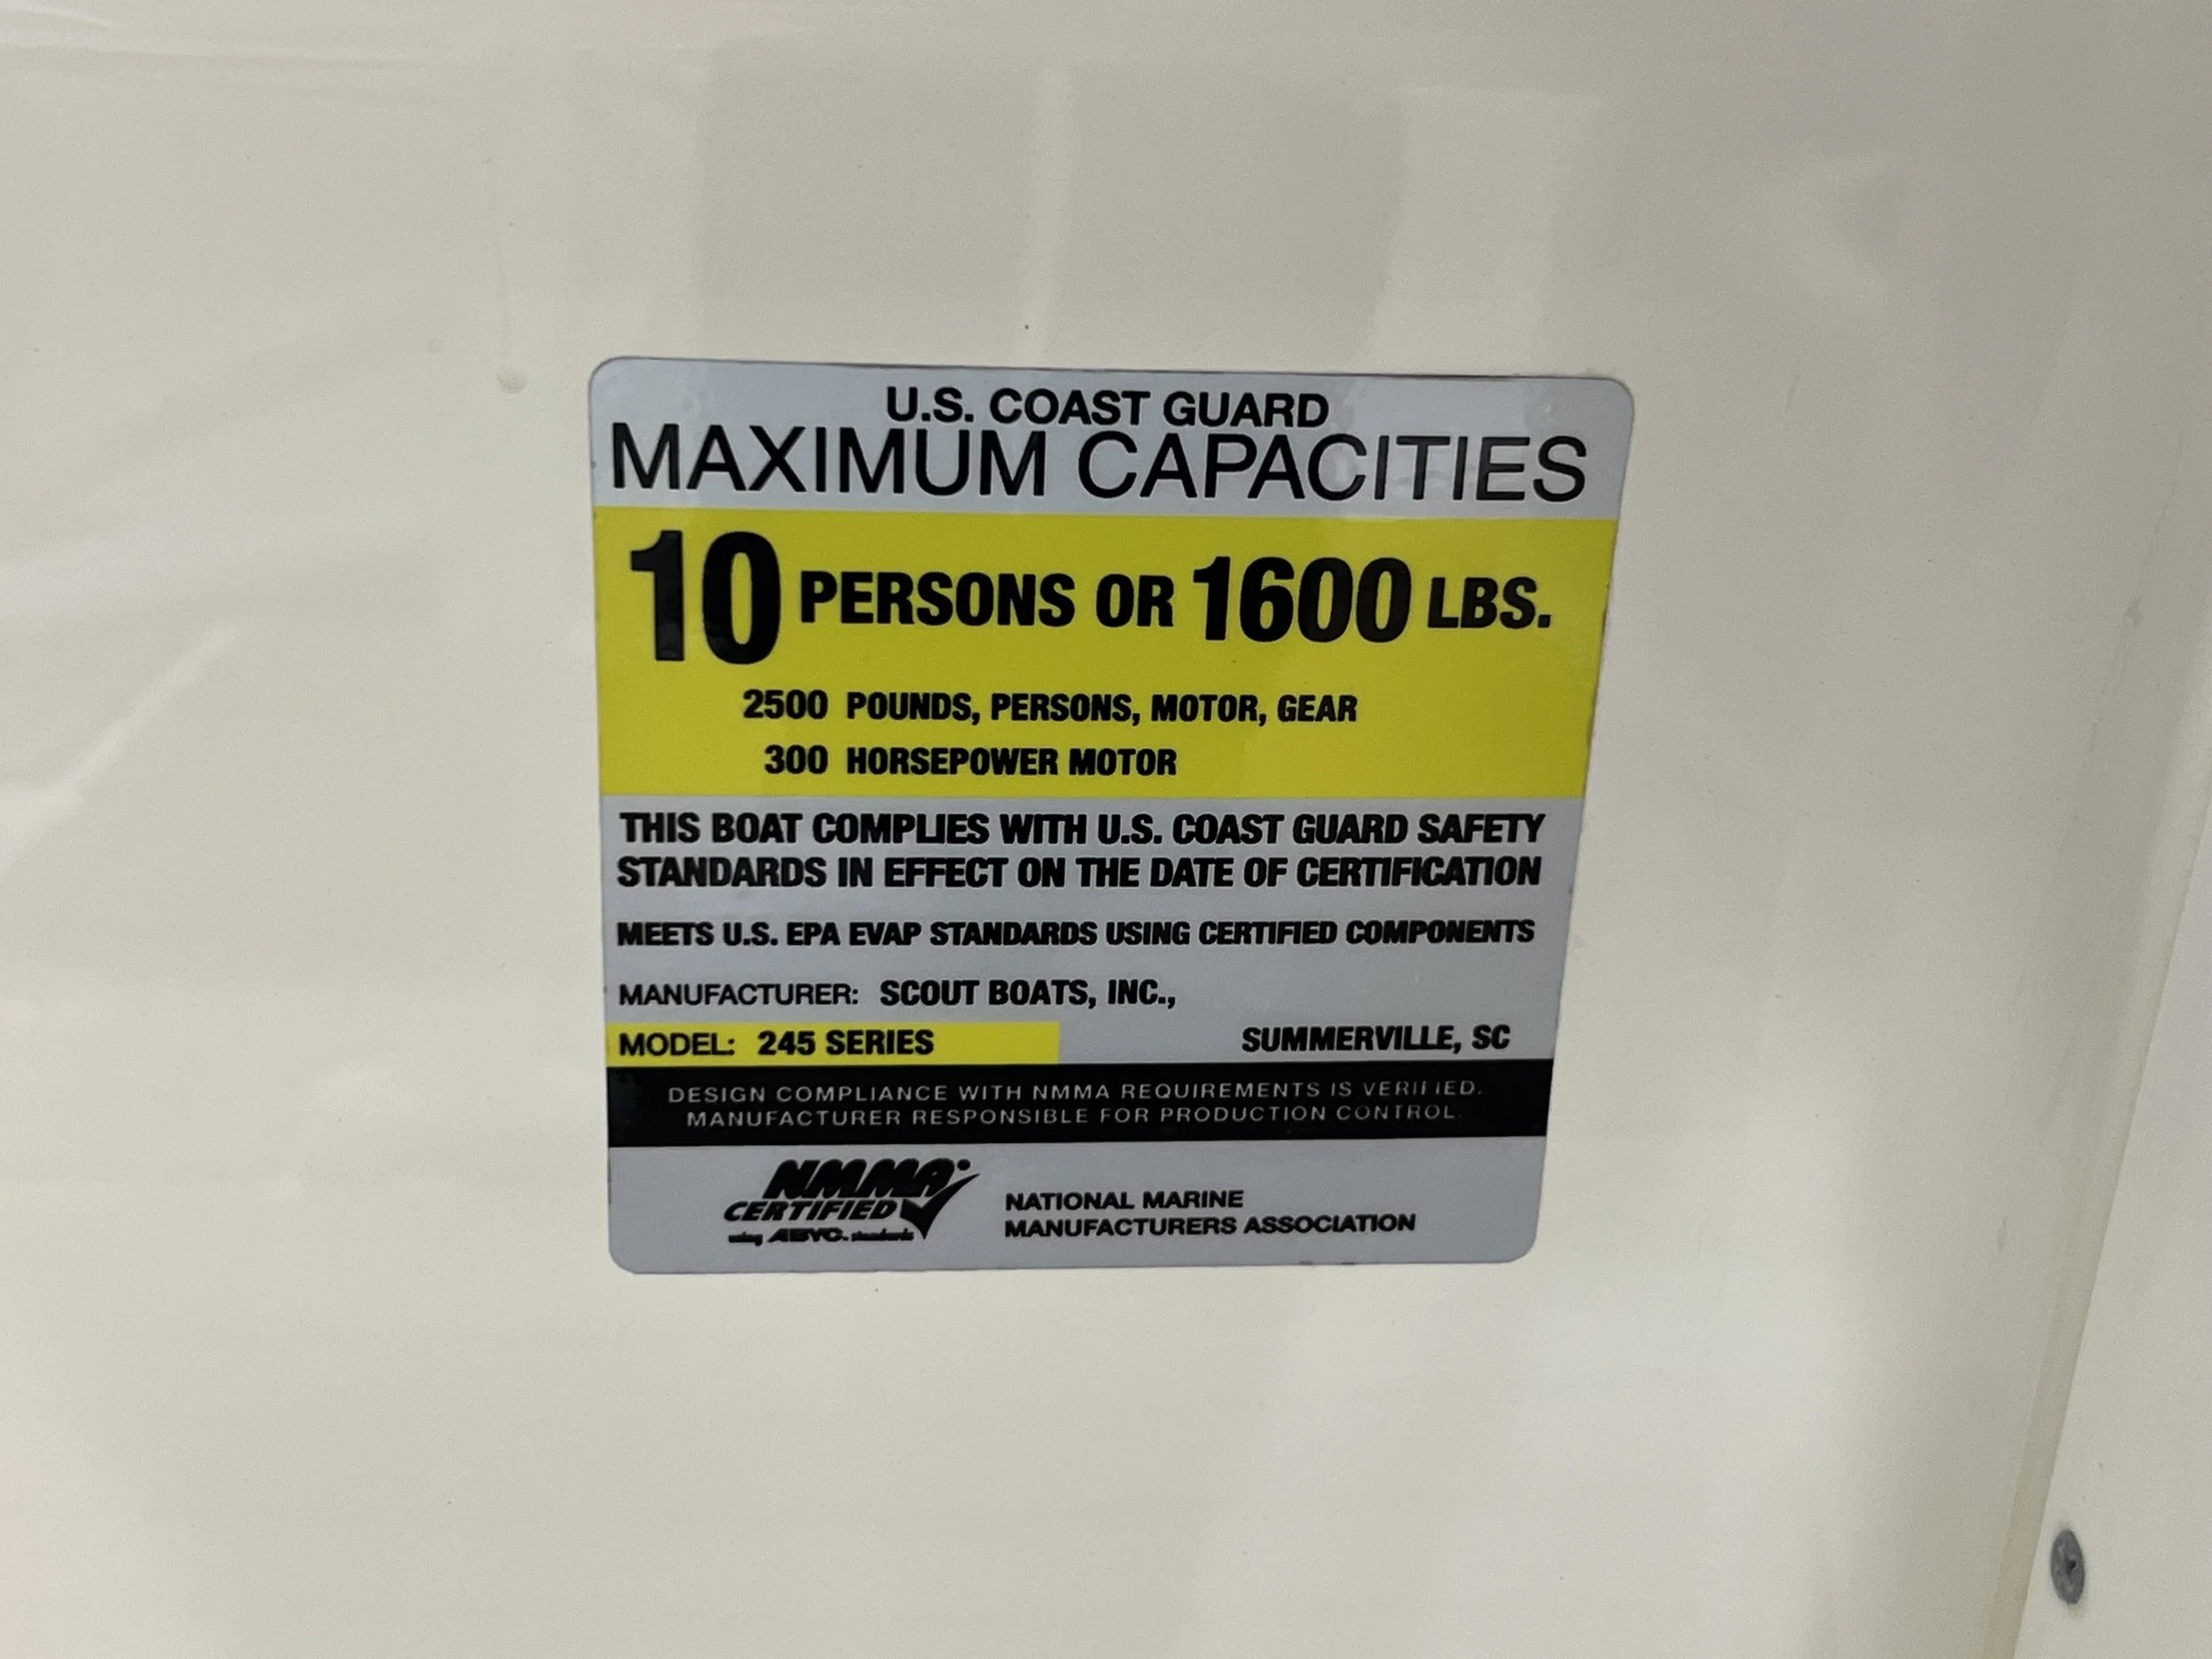 U.S. COAST GUARD
MAXIMUM CAPACITIES
10 PERSONS OR 1600 LBS.
2500 POUNDS, PERSONS, MOTOR, GEAR
300 HORSEPOWER MOTOR
THIS BOAT COMPLIES WITH U.S. COAST GUARD SAFETY
STANDARDS IN EFFECT ON THE DATE OF CERTIFICATION
MEETS U.S. EPA EVAP STANDARDS USING CERTIFIED COMPONENTS
MANUFACTURER: SCOUT BOATS, INC.,
MODEL: 245 SERIES SUMMERVILLE, SC
DESIGN COMPLIANCE WITH NMMA REQUIREMENTS IS VERIFIED.
MANUFACTURER RESPONSIBLE FOR PRODUCTION CONTROL.
NMMA
CERTIFIED
using ABYC. standards
NATIONAL MARINE
MANUFACTURERS ASSOCIATION